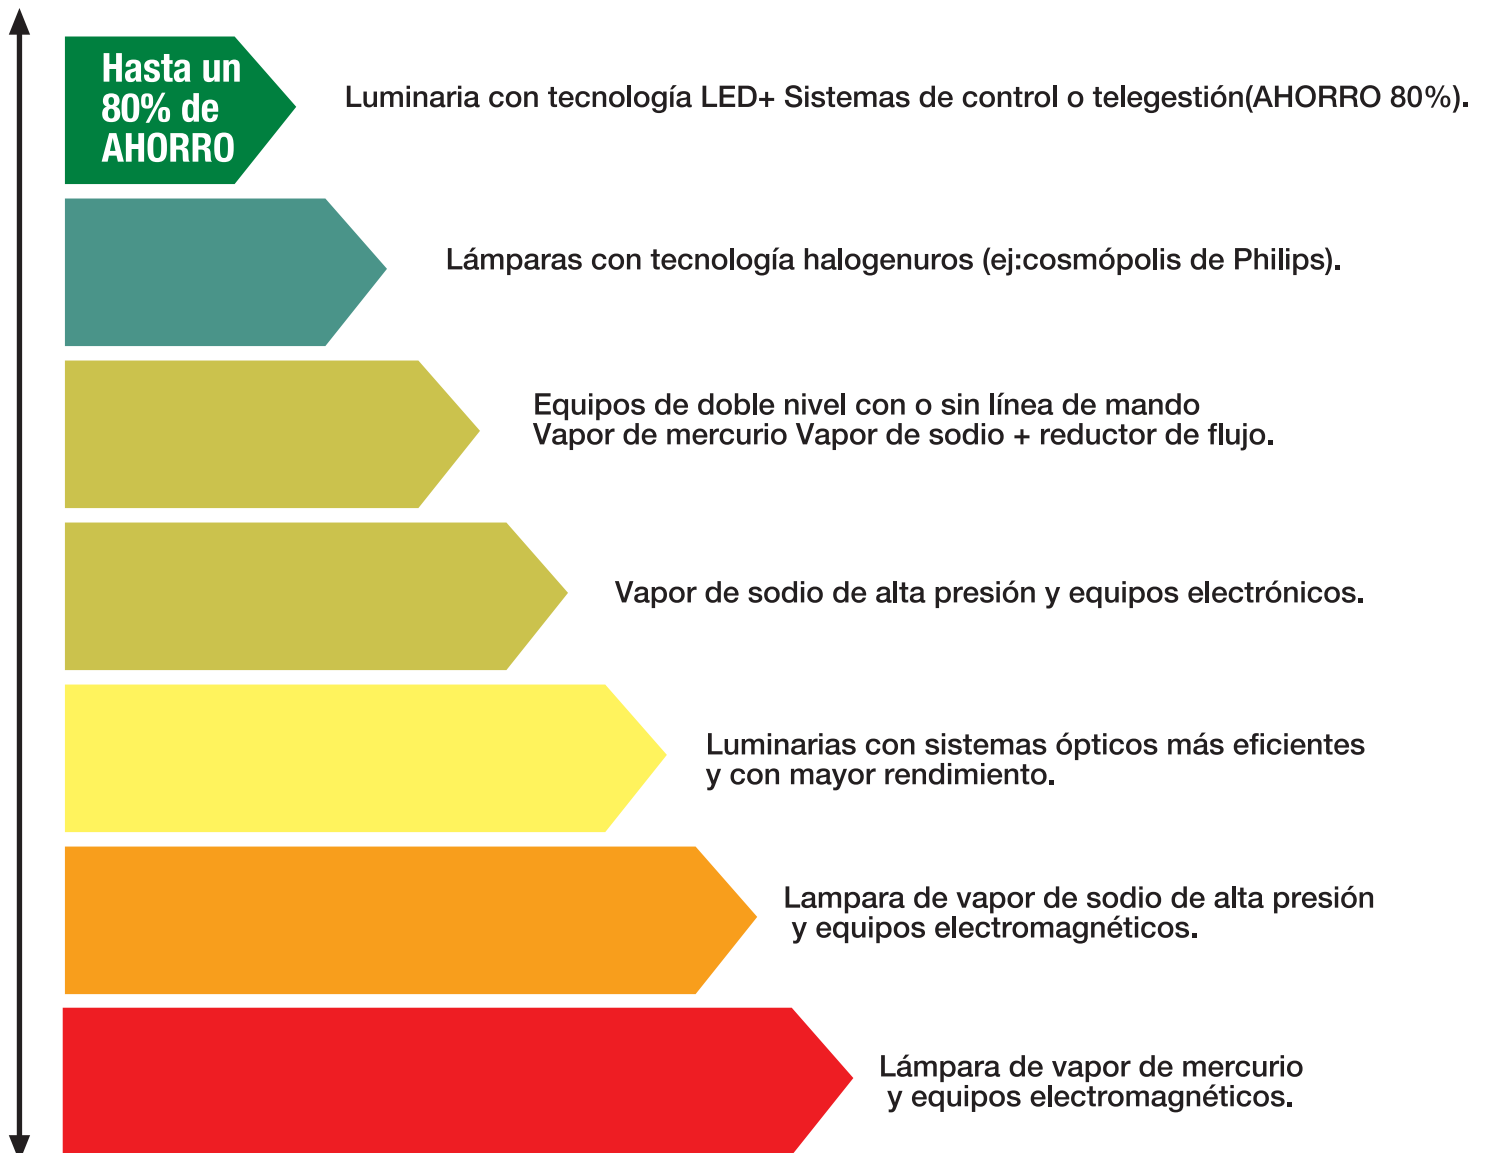 Hasta un
80% de
AHORRO
Luminaria con tecnología LED+ Sistemas de control o telegestión(AHORRO 80%).
Lámparas con tecnología halogenuros (ej:cosmópolis de Philips).
Equipos de doble nivel con o sin línea de mando
Vapor de mercurio Vapor de sodio + reductor de flujo.
Vapor de sodio de alta presión y equipos electrónicos.
Luminarias con sistemas ópticos más eficientes
y con mayor rendimiento.
Lampara de vapor de sodio de alta presión
y equipos electromagnéticos.
Lámpara de vapor de mercurio
y equipos electromagnéticos.